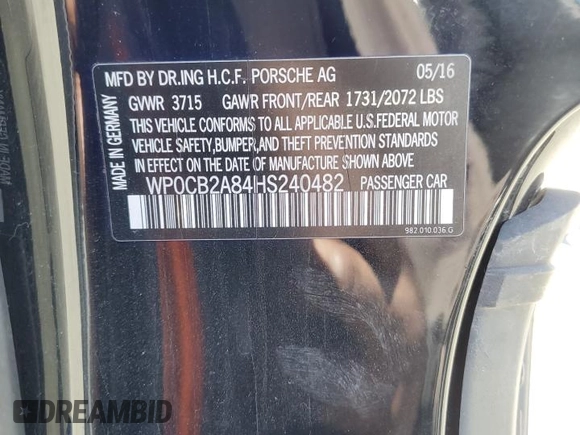 MFD BY DR.ING H.C.F. PORSCHE AG 05/16
GVWR 3715 GAWR FRONT/REAR 1731/2072 LBS
THIS VEHICLE CONFORMS TO ALL APPLICABLE U.S.FEDERAL MOTOR
VEHICLE SAFETY,BUMPER,AND THEFT PREVENTION STANDARDS
IN EFFECT ON THE DATE OF MANUFACTURE SHOWN ABOVE
WP0CB2A84HS240482 PASSENGER CAR
982.010.036.G
MADE IN GERMANY
DREAMBID